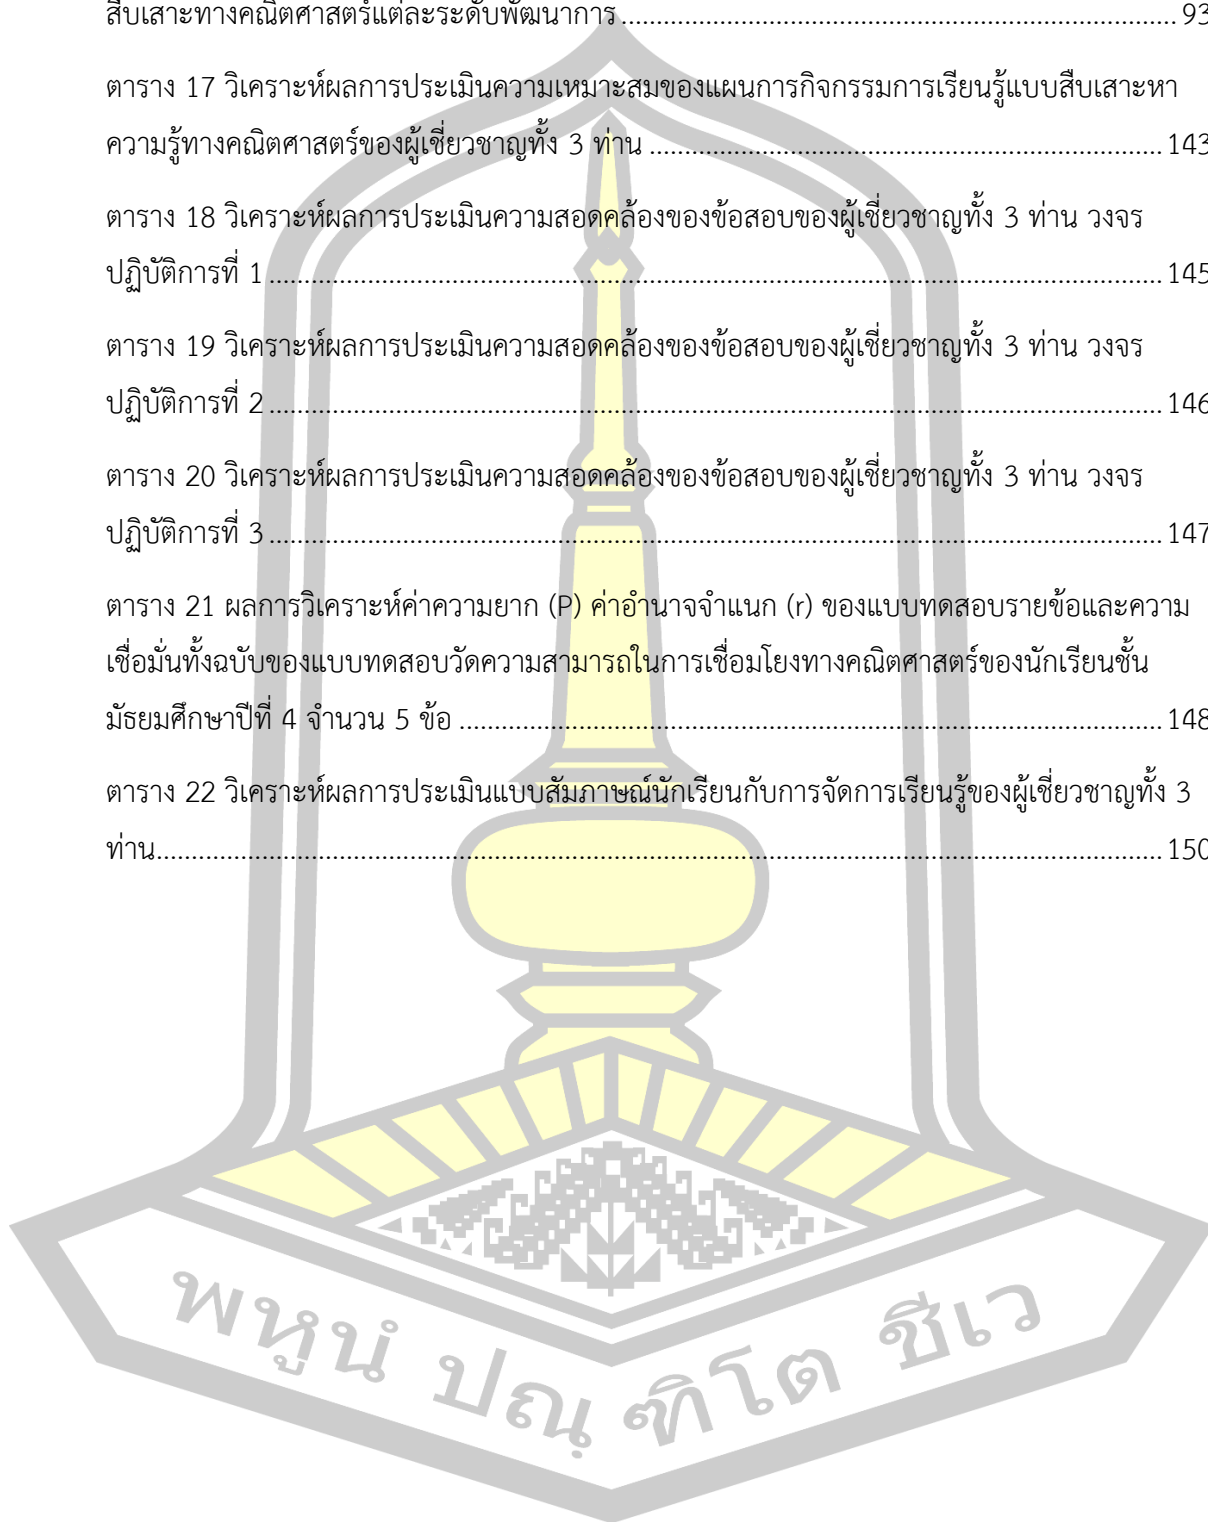 สืบเสาะทางคณิตศาสตร์แต่ละระดับพัฒนาการ ........................................................................................ 93
ตาราง 17 วิเคราะห์ผลการประเมินความเหมาะสมของแผนการกิจกรรมการเรียนรู้แบบสืบเสาะหา
ความรู้ทางคณิตศาสตร์ของผู้เชี่ยวชาญทั้ง 3 ท่าน ................................................................................. 143
ตาราง 18 วิเคราะห์ผลการประเมินความสอดคล้องของข้อสอบของผู้เชี่ยวชาญทั้ง 3 ท่าน วงจร
ปฏิบัติการที่ 1 ............................................................................................................................................. 145
ตาราง 19 วิเคราะห์ผลการประเมินความสอดคล้องของข้อสอบของผู้เชี่ยวชาญทั้ง 3 ท่าน วงจร
ปฏิบัติการที่ 2 ............................................................................................................................................. 146
ตาราง 20 วิเคราะห์ผลการประเมินความสอดคล้องของข้อสอบของผู้เชี่ยวชาญทั้ง 3 ท่าน วงจร
ปฏิบัติการที่ 3 ............................................................................................................................................. 147
ตาราง 21 ผลการวิเคราะห์ค่าความยาก (P) ค่าอำนาจจำแนก (r) ของแบบทดสอบรายข้อและความ
เชื่อมั่นทั้งฉบับของแบบทดสอบวัดความสามารถในการเชื่อมโยงทางคณิตศาสตร์ของนักเรียนชั้น
มัธยมศึกษาปีที่ 4 จำนวน 5 ข้อ ............................................................................................................... 148
ตาราง 22 วิเคราะห์ผลการประเมินแบบสัมภาษณ์นักเรียนกับการจัดการเรียนรู้ของผู้เชี่ยวชาญทั้ง 3
ท่าน............................................................................................................................................................... 150
พหูนํ ปณฺ ฑิโต ชีเว